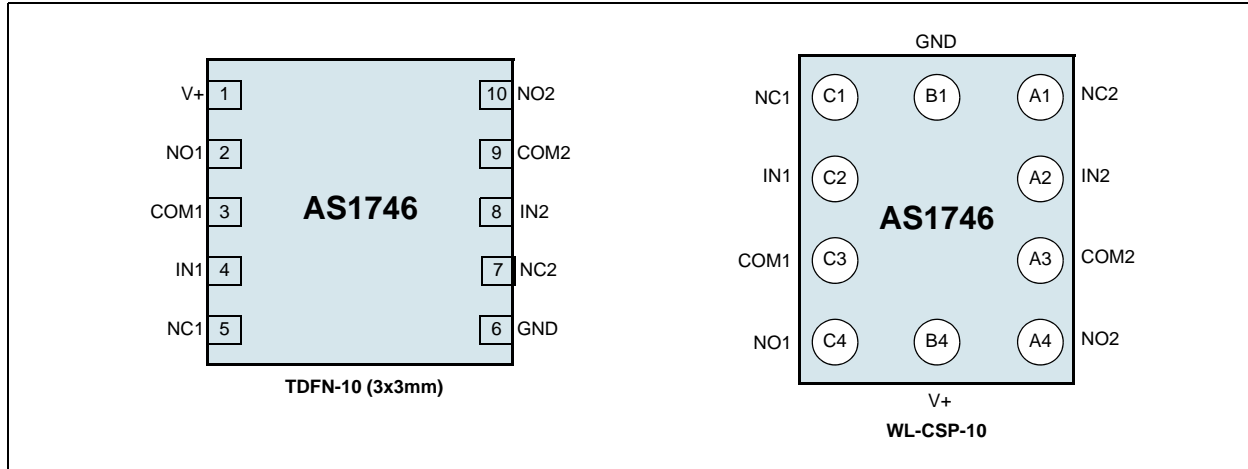 V+ 1 10 NO2
NO1 2 9 COM2
COM1 3 AS1746 8 IN2
IN1 4 7 NC2
NC1 5 6 GND
TDFN-10 (3x3mm)
GND
NC1 C1 B1 A1 NC2
IN1 C2 A2 IN2
AS1746
COM1 C3 A3 COM2
NO1 C4 B4 A4 NO2
V+
WL-CSP-10